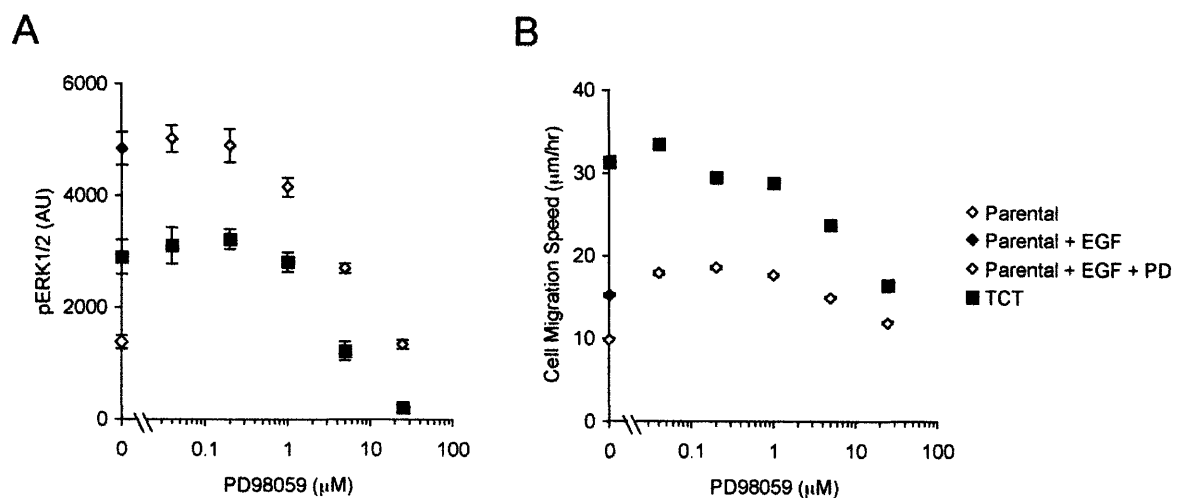 A
B
6000
4000
2000
0
pERK1/2 (AU)
0
0.1
1
10
100
PD98059 (μM)
40
30
20
10
0
Cell Migration Speed (μm/hr)
0
0.1
1
10
100
PD98059 (μM)
Parental
Parental + EGF
Parental + EGF + PD
TCT